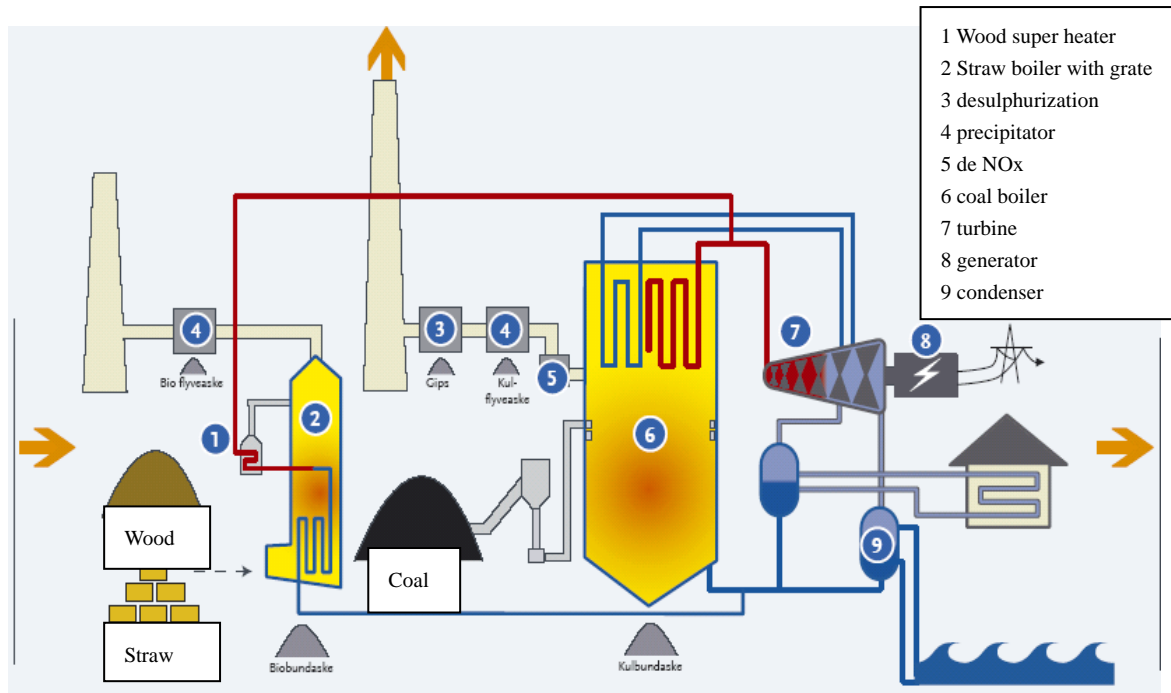 1 Wood super heater
2 Straw boiler with grate
3 desulphurization
4 precipitator
5 de NOx
6 coal boiler
7 turbine
8 generator
9 condenser
4
Bio flyveaske
3
Gips
4
Kul-
flyveaske
5
7
8
1
2
6
9
Wood
Straw
Coal
Biobundaske
Kulbundaske